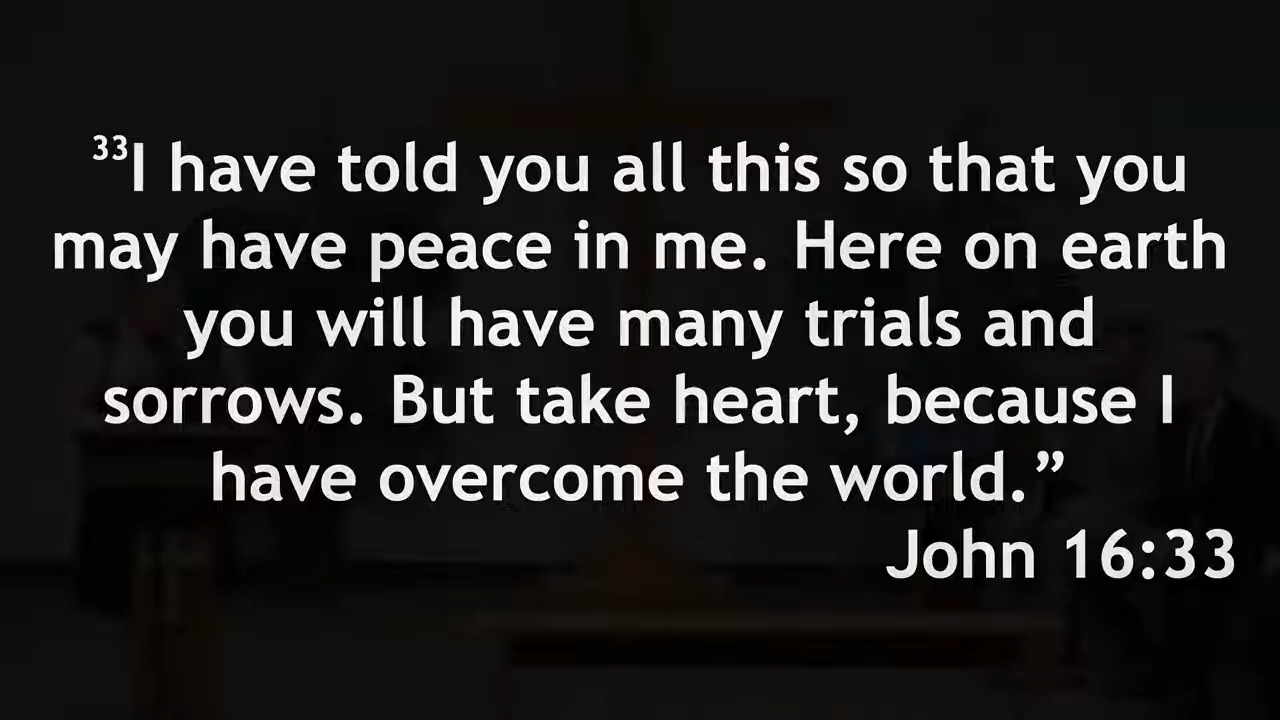 ³³I have told you all this so that you
may have peace in me. Here on earth
you will have many trials and
sorrows. But take heart, because I
have overcome the world.”
John 16:33